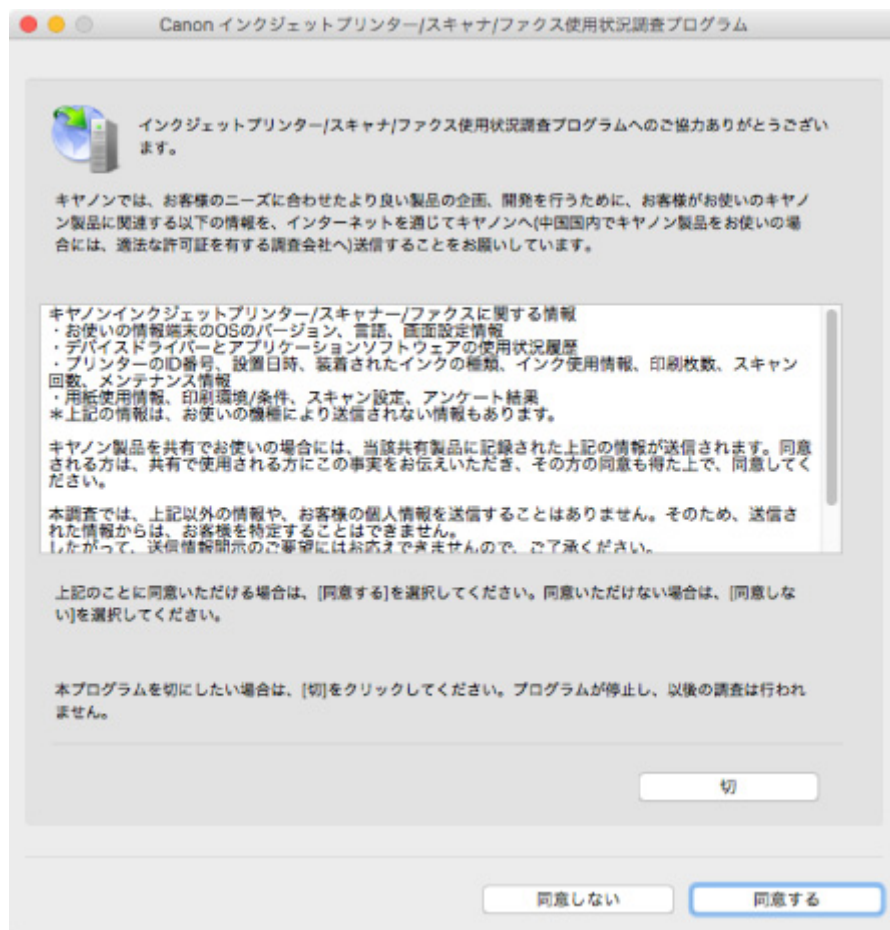 Canon インクジェットプリンター/スキャナ/ファクス使用状況調査プログラム
インクジェットプリンター/スキャナ/ファクス使用状況調査プログラムへのご協力ありがとうござい
ます。
キヤノンでは、お客様のニーズに合わせたより良い製品の企画、開発を行うために、お客様がお使いのキヤノ
ン製品に関連する以下の情報を、インターネットを通じてキヤノンへ(中国国内でキヤノン製品をお使いの場
合には、適法な許可証を有する調査会社へ)送信することをお願いしています。
キヤノンインクジェットプリンター/スキャナー/ファクスに関する情報
・お使いの情報端末のOSのバージョン、言語、画面設定情報
・デバイスドライバーとアプリケーションソフトウェアの使用状況履歴
・プリンターのID番号、設置日時、装着されたインクの種類、インク使用情報、印刷枚数、スキャン
回数、メンテナンス情報
・用紙使用情報、印刷環境/条件、スキャン設定、アンケート結果
＊上記の情報は、お使いの機種により送信されない情報もあります。
キヤノン製品を共有でお使いの場合には、当該共有製品に記録された上記の情報が送信されます。同意
される方は、共有で使用される方にこの事実をお伝えいただき、その方の同意も得た上で、同意してく
ださい。
本調査では、上記以外の情報や、お客様の個人情報を送信することはありません。そのため、送信さ
れた情報からは、お客様を特定することはできません。
したがって、送信情報開示のご要望にはお応えできませんので、ご了承ください。
上記のことに同意いただける場合は、[同意する]を選択してください。同意いただけない場合は、[同意しな
い]を選択してください。
本プログラムを切にしたい場合は、[切]をクリックしてください。プログラムが停止し、以後の調査は行われ
ません。
切
同意しない
同意する